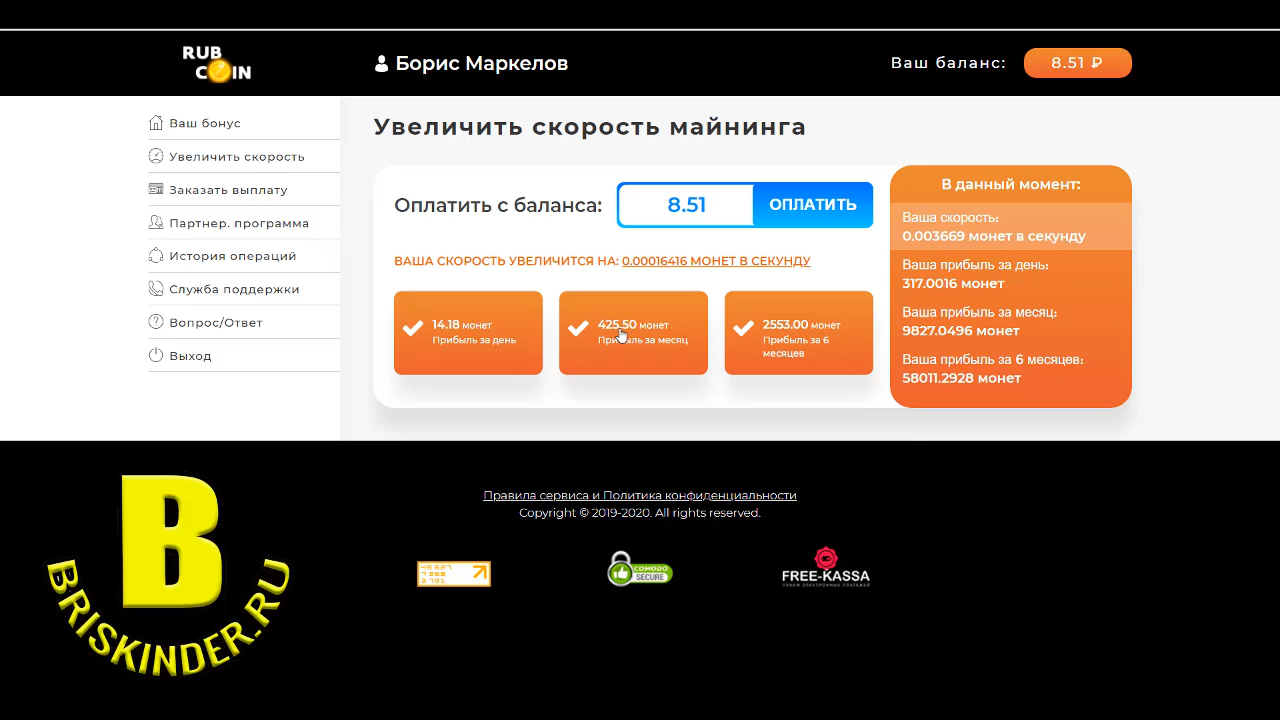 RUB
COIN
Борис Маркелов
Ваш баланс:
8.51 ₽
Ваш бонус
Увеличить скорость
Заказать выплату
Партнер. программа
История операций
Служба поддержки
Вопрос/Ответ
Выход
Увеличить скорость майнинга
Оплатить с баланса:
8.51
ОПЛАТИТЬ
ВАША СКОРОСТЬ УВЕЛИЧИТСЯ НА: 0.00016416 МОНЕТ В СЕКУНДУ
14.18 монет
Прибыль за день
425.50 монет
Прибыль за месяц
2553.00 монет
Прибыль за 6
месяцев
В данный момент:
Ваша скорость:
0.003669 монет в секунду
Ваша прибыль за день:
317.0016 монет
Ваша прибыль за месяц:
9827.0496 монет
Ваша прибыль за 6 месяцев:
58011.2928 монет
Правила сервиса и Политика конфиденциальности
Copyright © 2019-2020. All rights reserved.
COMODO
SECURE
FREE-KASSA
B
BRISKINDER.RU